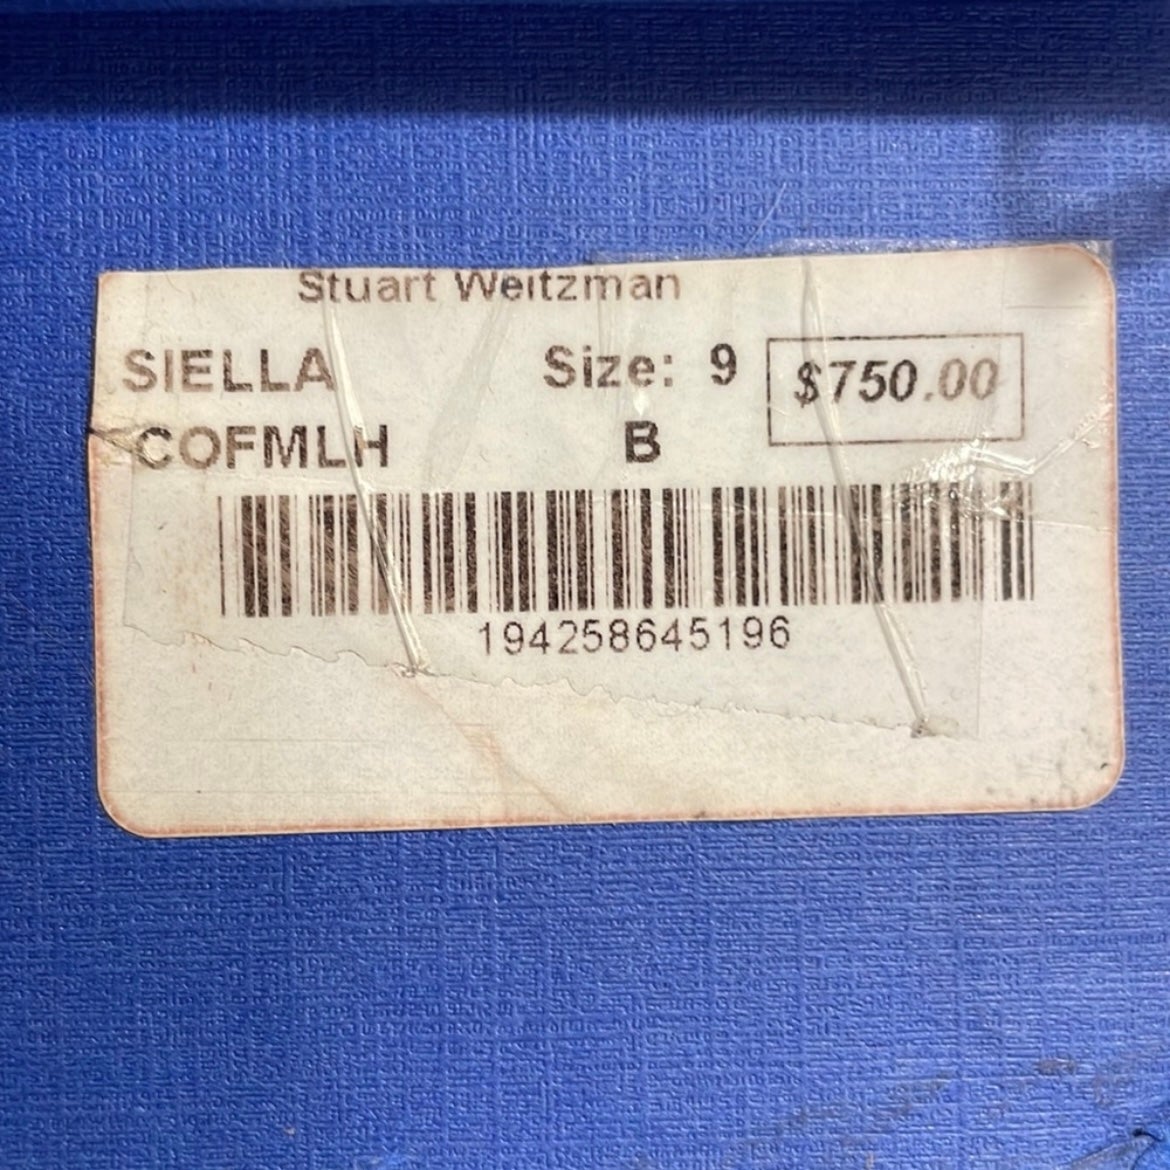 Stuart Weitzman
SIELLA Size: 9 $750.00
COFMLH B
194258645196